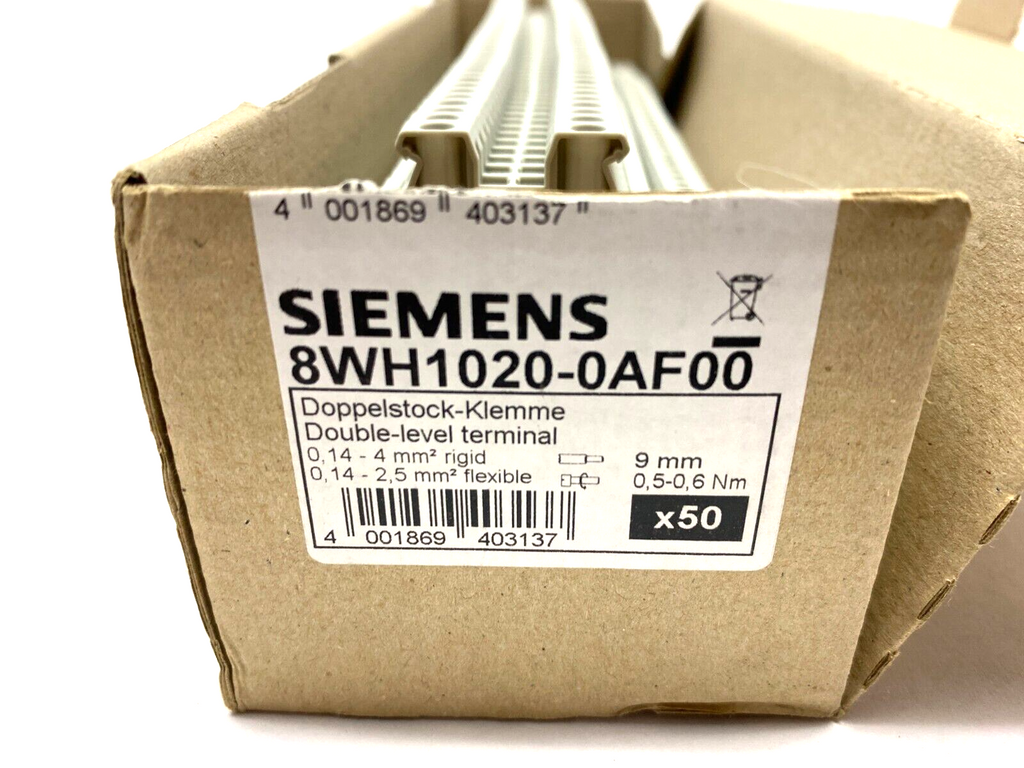 4 001869 403137
SIEMENS
8WH1020-0AF00
Doppelstock-Klemme
Double-level terminal
0,14 - 4 mm² rigid 9 mm
0,14 - 2,5 mm² flexible 0,5-0,6 Nm
x50
4 001869 403137